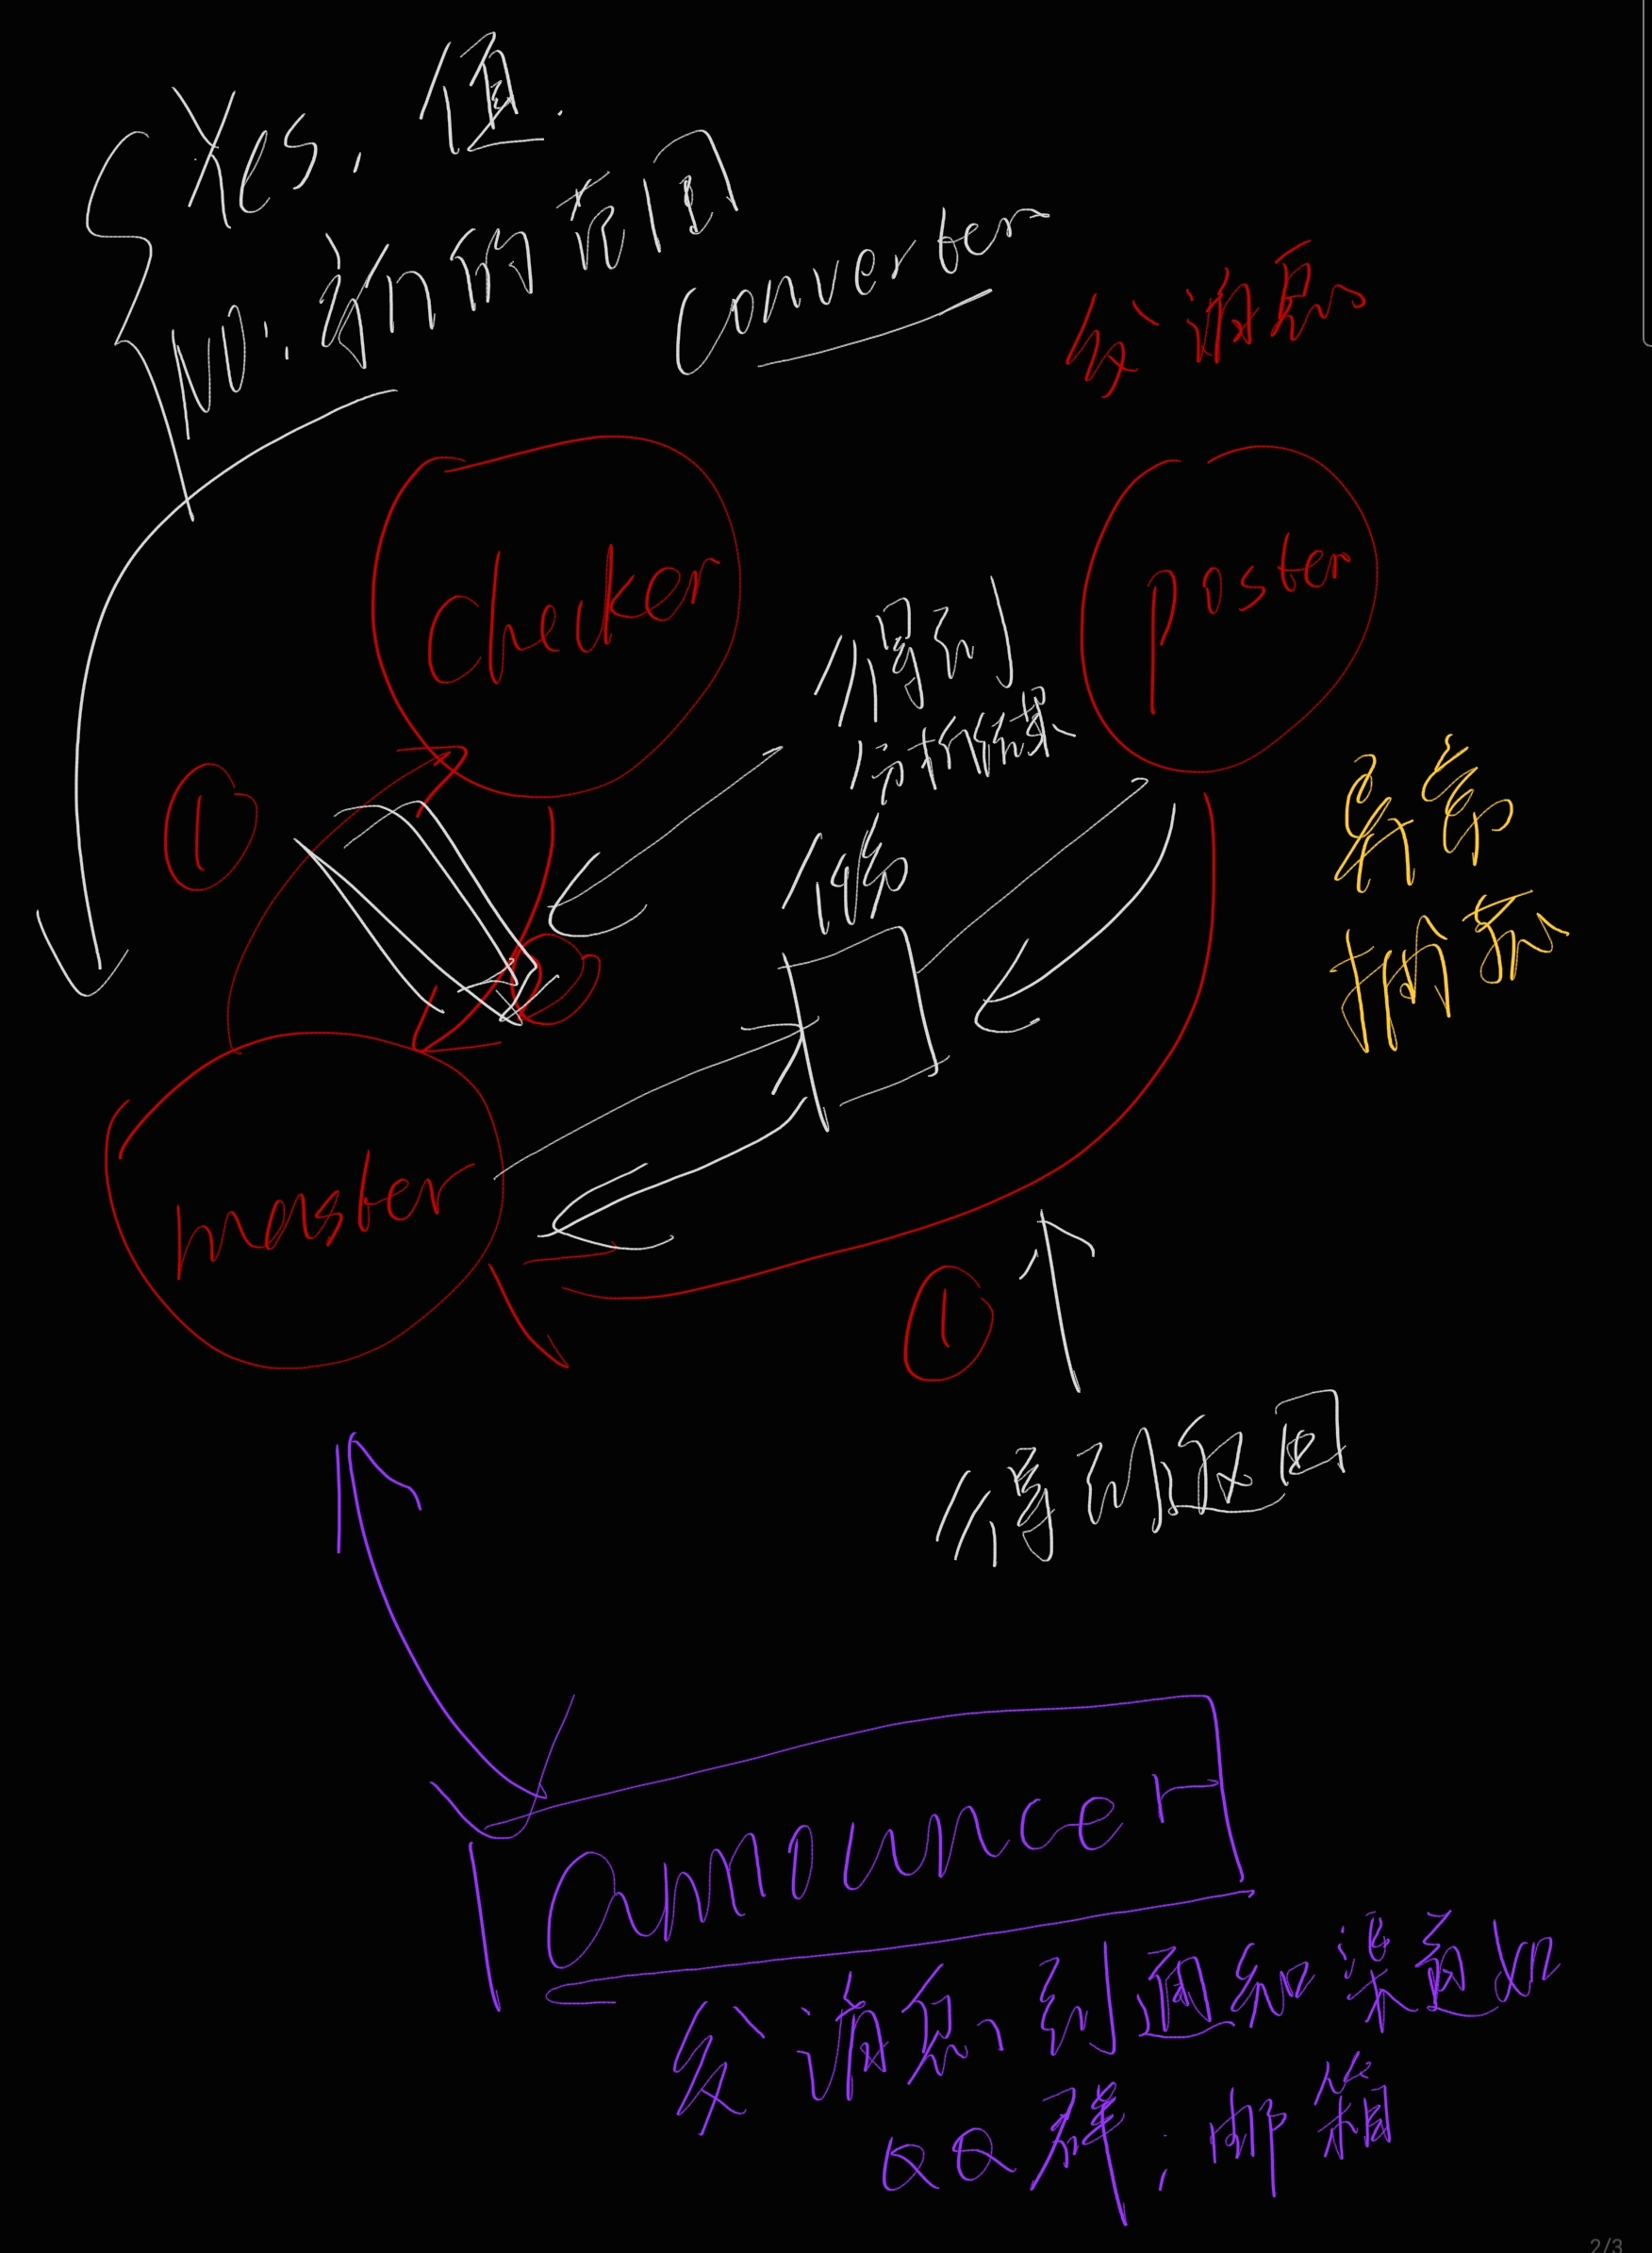 Yes, 值.
NO: 新的范围
Converter
发消息
Checker
poster
得到
分析结果
①
任务
异常
捕获
master
①
得到返回
announcer
发消息到通知渠道如
QQ群; 邮箱
2/3